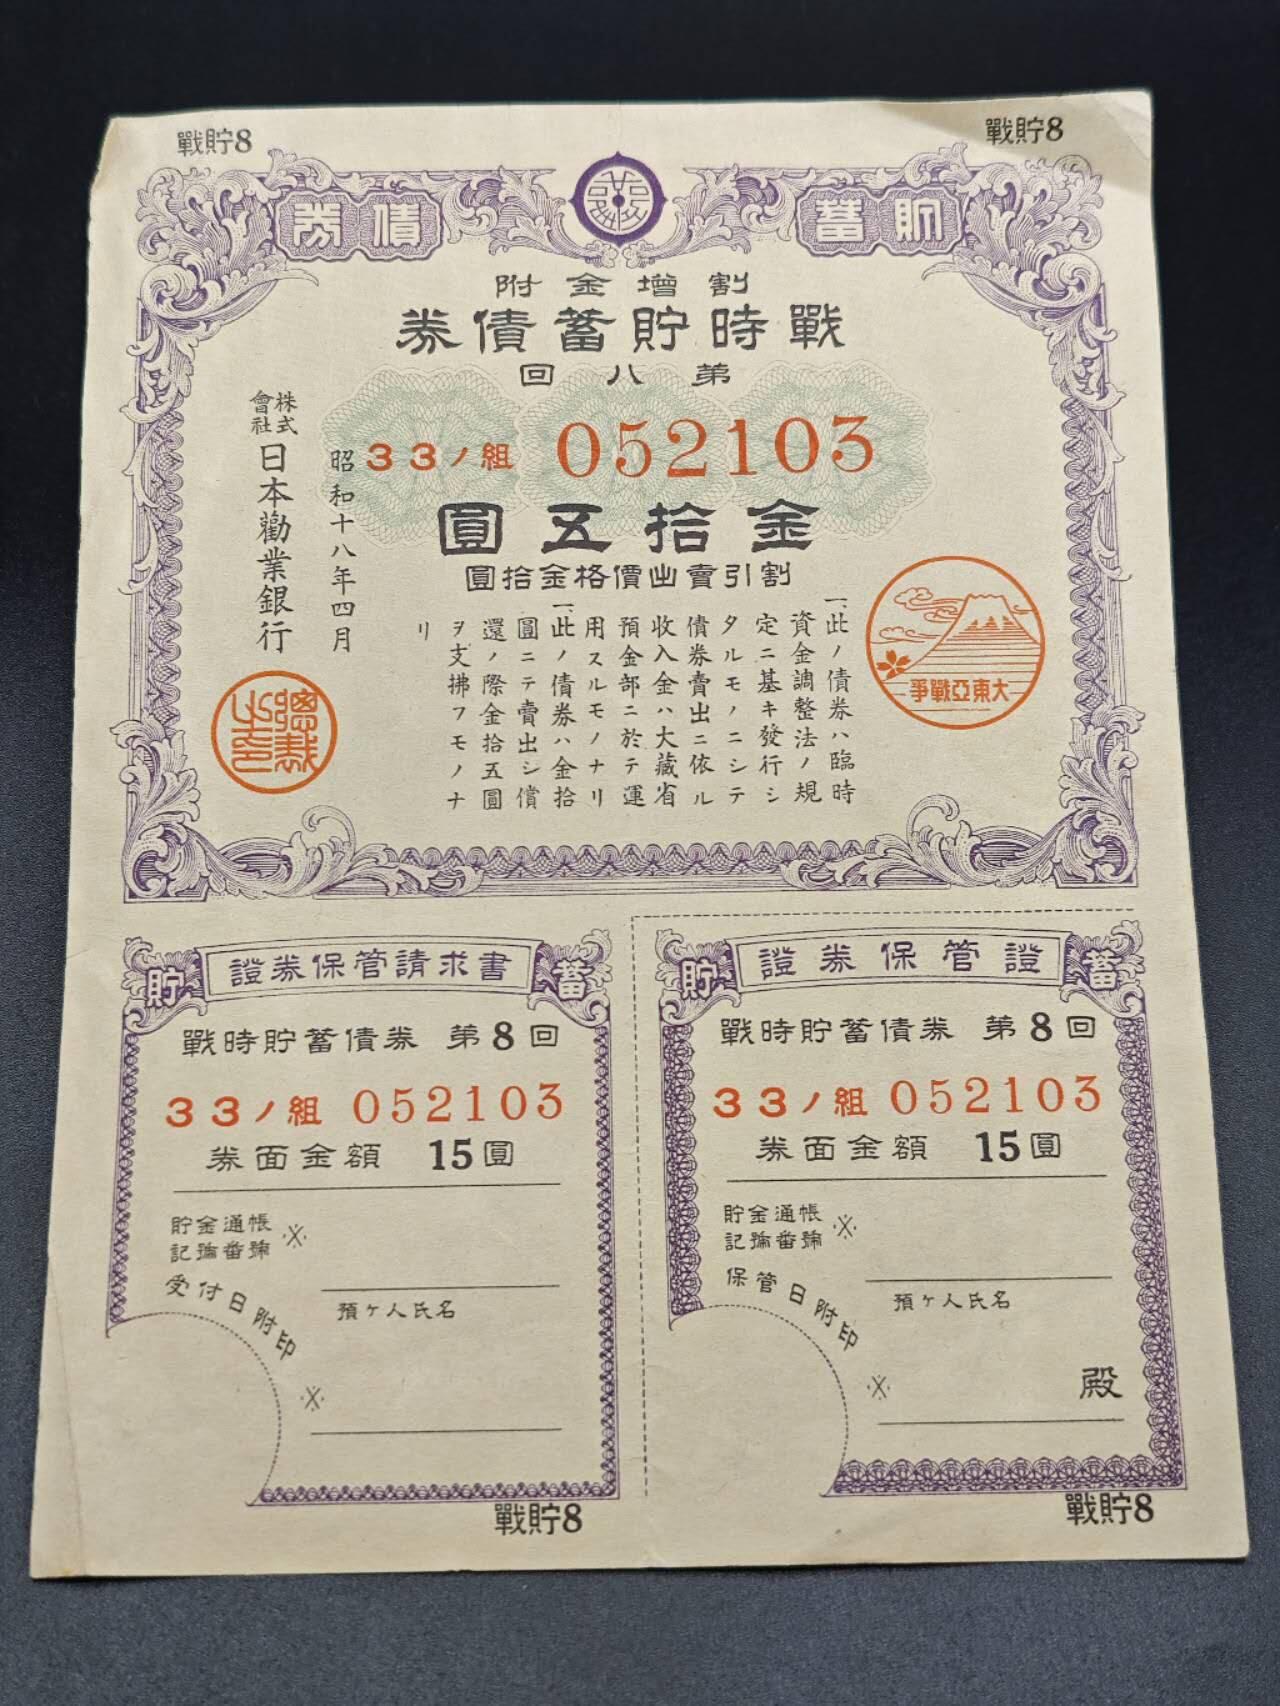 戰貯8
戰貯8
貯蓄
債券
割增金附
戰時貯蓄債券
第八回
33ノ組 052103
金拾五圓
割引賣出價格金拾圓
一、此ノ債券ハ臨時
資金調整法ノ規
定ニ基キ發行シ
タルモノニシテ
債券賣出ニ依ル
收入金ハ大藏省
預金部ニ於テ運
用スルモノナリ
一、此ノ債券ハ金拾
圓ニテ賣出シ償
還ノ際金拾五圓
ヲ支拂フモノナ
リ
大東亞戰爭
昭和十八年四月
株式會社日本勸業銀行
總裁之印
貯 證券保管請求書 蓄
戰時貯蓄債券 第8回
33ノ組 052103
券面金額 15圓
貯金通帳
記號番號 ※
受付日附印
預ケ人氏名
※
戰貯8
貯 證券保管證 蓄
戰時貯蓄債券 第8回
33ノ組 052103
券面金額 15圓
貯金通帳
記號番號 ※
保管日附印
預ケ人氏名
※
殿
戰貯8